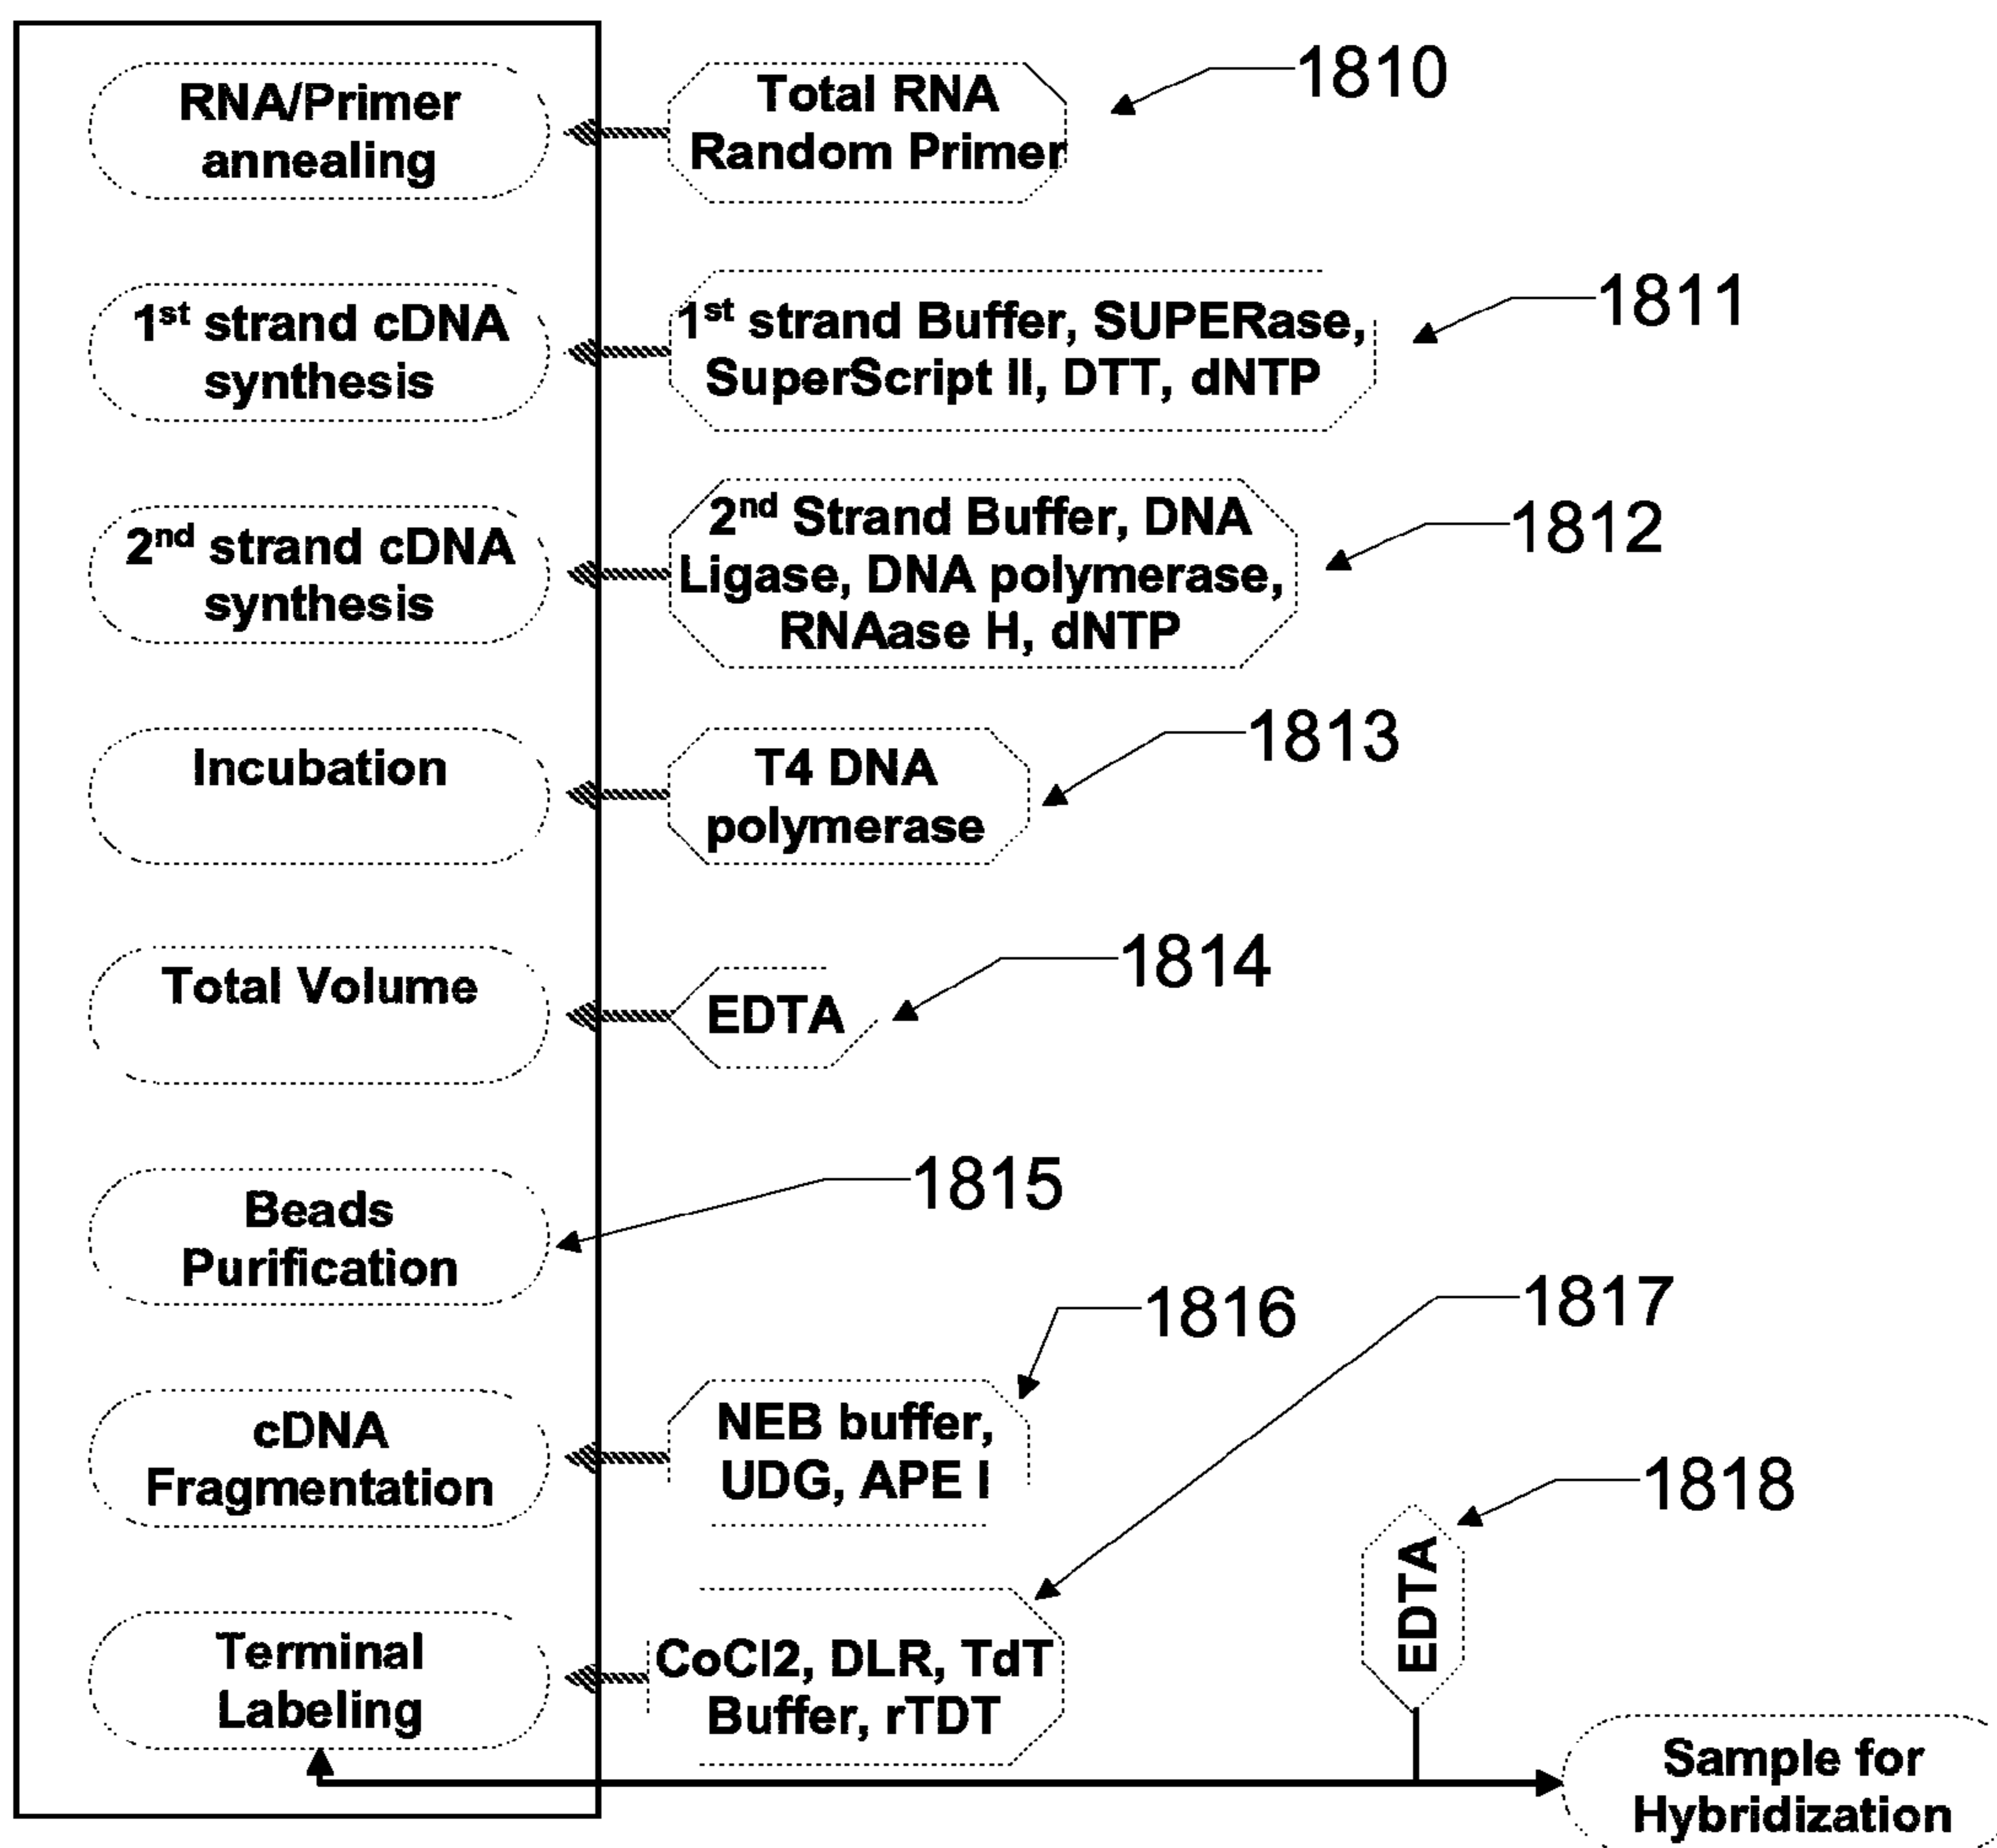 RNA/Primer
annealing
Total RNA
Random Primer
1810
1st strand cDNA
synthesis
1st strand Buffer, SUPERase,
SuperScript II, DTT, dNTP
1811
2nd strand cDNA
synthesis
2nd Strand Buffer, DNA
Ligase, DNA polymerase,
RNAase H, dNTP
1812
Incubation
T4 DNA
polymerase
1813
Total Volume
EDTA
1814
Beads
Purification
1815
cDNA
Fragmentation
NEB buffer,
UDG, APE I
1816
Terminal
Labeling
CoCl2, DLR, TdT
Buffer, rTDT
1817
EDTA
1818
Sample for
Hybridization